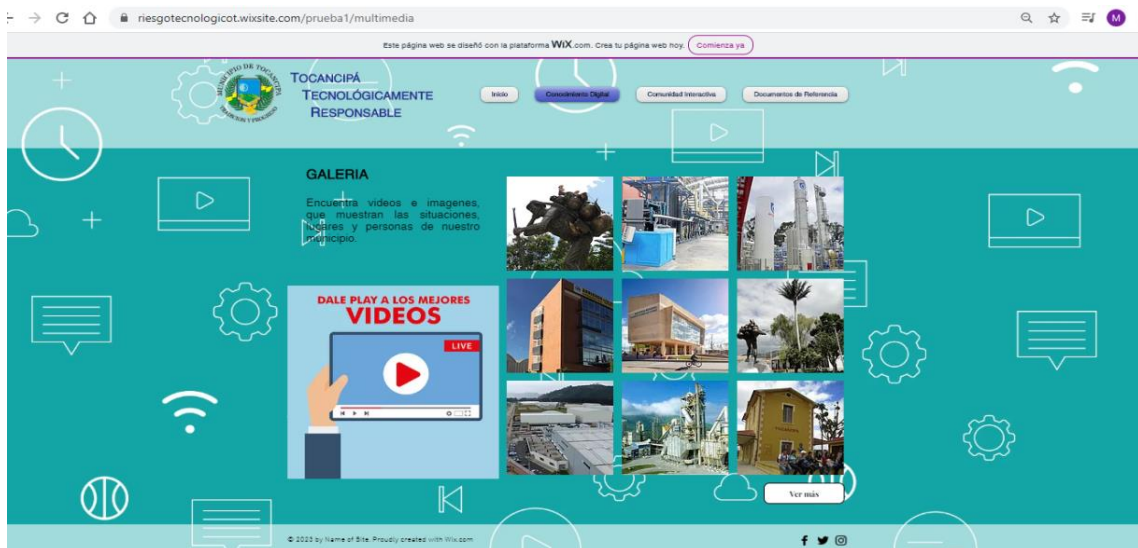 riesgotecnologicot.wixsite.com/prueba1/multimedia
M
Este página web se diseñó con la plataforma WiX.com. Crea tu página web hoy. Comienza ya
MUNICIPIO DE TOCANCIPA
TOCANCIPÁ
TECNOLÓGICAMENTE
RESPONSABLE
Inicio
Conocimiento Digital
Comunidad Interactiva
Documentos de Referencia
GALERIA
Encuentra videos e imagenes,
que muestran las situaciones,
lugares y personas de nuestro
municipio.
DALE PLAY A LOS MEJORES
VIDEOS
LIVE
Ver más
© 2023 by Name of Site. Proudly created with Wix.com